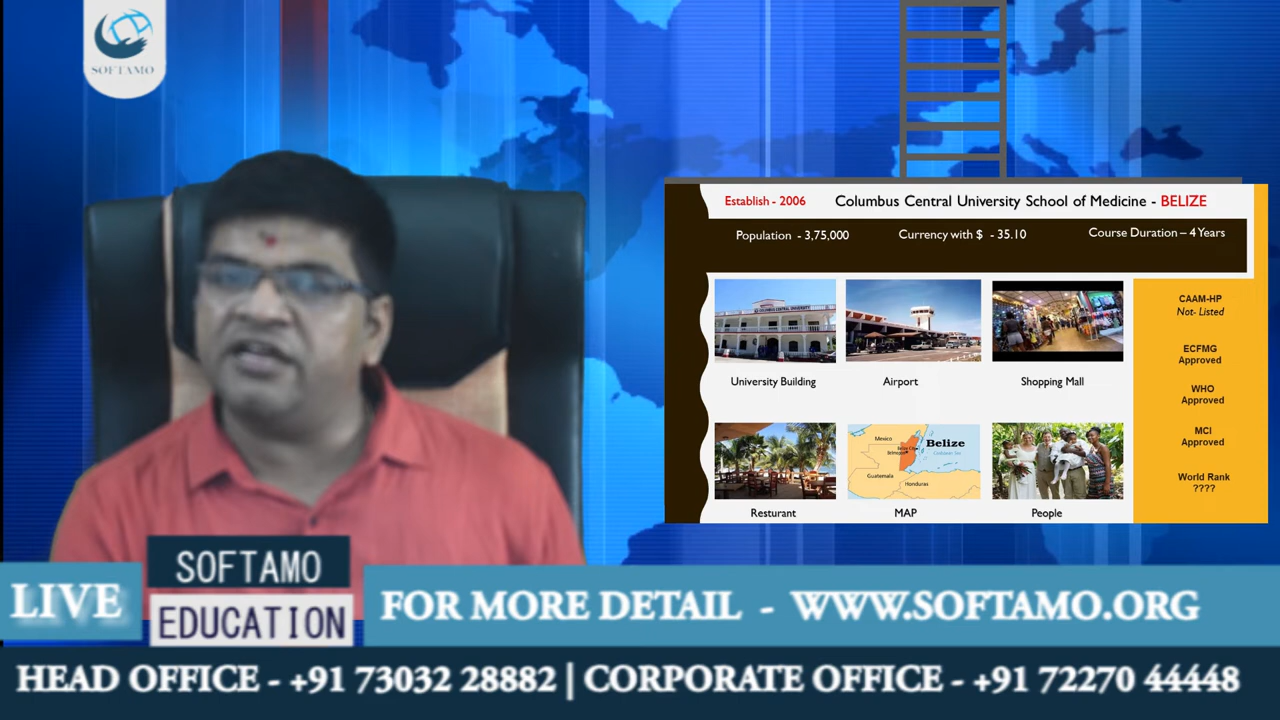 SOFTAMO
Establish - 2006
Columbus Central University School of Medicine - BELIZE
Population - 3,75,000
Currency with $ - 35.10
Course Duration – 4 Years
COLUMBUS CENTRAL UNIVERSITY
University Building
Airport
Shopping Mall
CAAM-HP
Not- Listed
ECFMG
Approved
WHO
Approved
MCI
Approved
World Rank
????
Mexico
Belize
Guatemala
Honduras
Resturant
MAP
People
LIVE
SOFTAMO
EDUCATION
FOR MORE DETAIL - WWW.SOFTAMO.ORG
HEAD OFFICE - +91 73032 28882 | CORPORATE OFFICE - +91 72270 44448